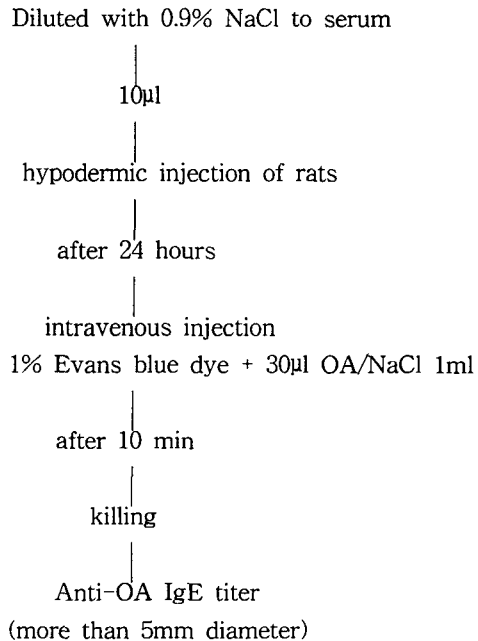 Diluted with 0.9% NaCl to serum
10μl
hypodermic injection of rats
after 24 hours
intravenous injection
1% Evans blue dye + 30μl OA/NaCl 1ml
after 10 min
killing
Anti-OA IgE titer
(more than 5mm diameter)